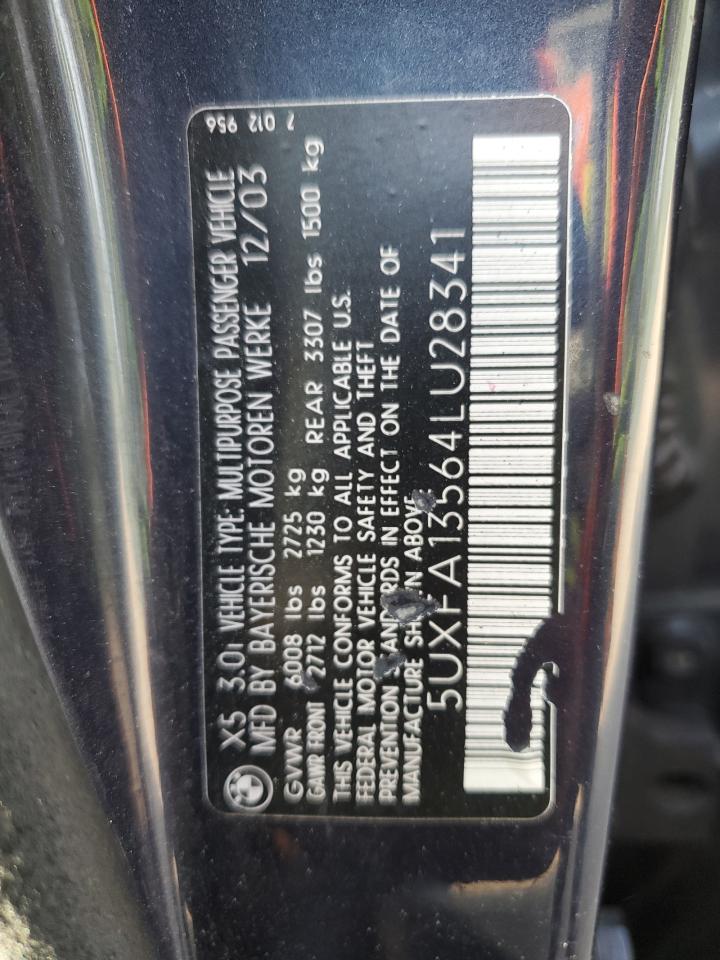 X5 3.0i VEHICLE TYPE: MULTIPURPOSE PASSENGER VEHICLE
MFD BY BAYERISCHE MOTOREN WERKE 12/03
GVWR 6008 lbs 2725 kg
GAWR FRONT 2712 lbs 1230 kg REAR 3307 lbs 1500 kg
THIS VEHICLE CONFORMS TO ALL APPLICABLE U.S.
FEDERAL MOTOR VEHICLE SAFETY AND THEFT
PREVENTION STANDARDS IN EFFECT ON THE DATE OF
MANUFACTURE SHOWN ABOVE
5UXFA13564LU28341
7 012 956